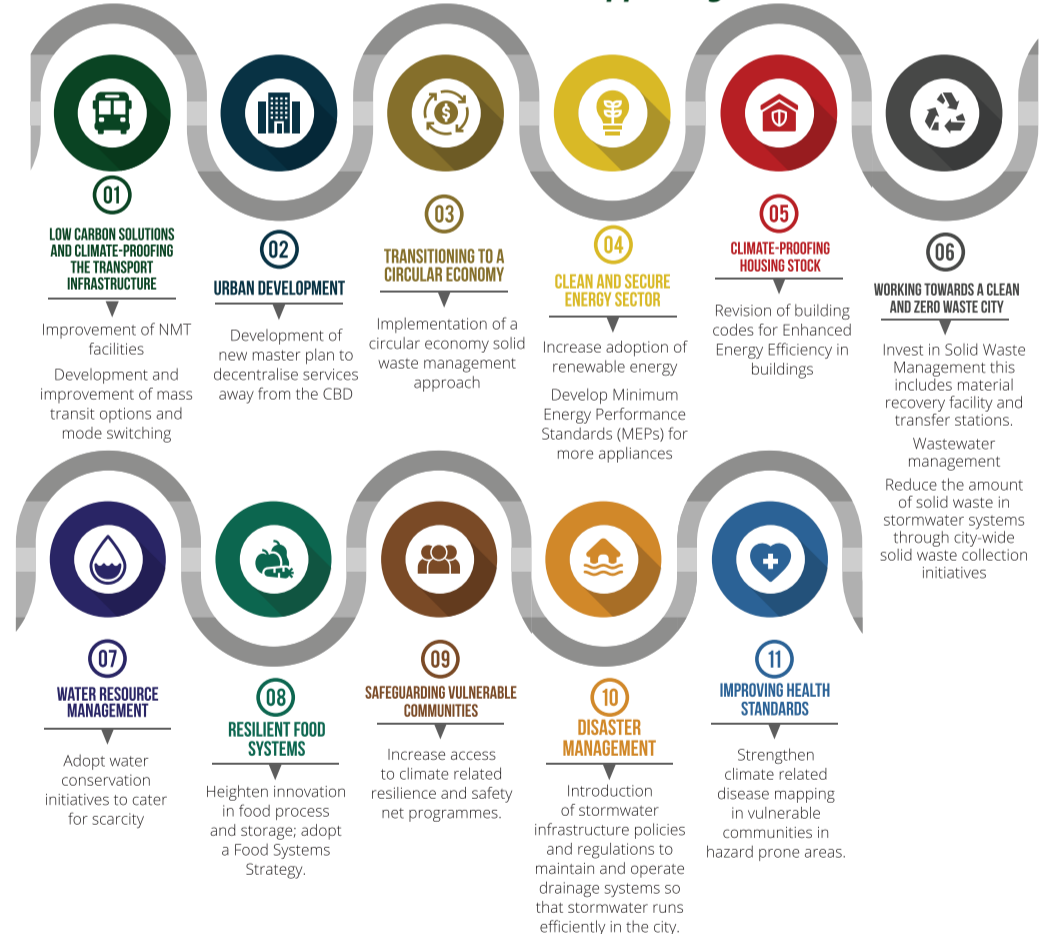 01
LOW CARBON SOLUTIONS
AND CLIMATE-PROOFING
THE TRANSPORT
INFRASTRUCTURE
Improvement of NMT
facilities
Development and
improvement of mass
transit options and
mode switching
02
URBAN DEVELOPMENT
Development of
new master plan to
decentralise services
away from the CBD
03
TRANSITIONING TO A
CIRCULAR ECONOMY
Implementation of a
circular economy solid
waste management
approach
04
CLEAN AND SECURE
ENERGY SECTOR
Increase adoption of
renewable energy
Develop Minimum
Energy Performance
Standards (MEPs) for
more appliances
05
CLIMATE-PROOFING
HOUSING STOCK
Revision of building
codes for Enhanced
Energy Efficiency in
buildings
06
WORKING TOWARDS A CLEAN
AND ZERO WASTE CITY
Invest in Solid Waste
Management this
includes material
recovery facility and
transfer stations.
Wastewater
management
Reduce the amount
of solid waste in
stormwater systems
through city-wide
solid waste collection
initiatives
07
WATER RESOURCE
MANAGEMENT
Adopt water
conservation
initiatives to cater
for scarcity
08
RESILIENT FOOD
SYSTEMS
Heighten innovation
in food process
and storage; adopt
a Food Systems
Strategy.
09
SAFEGUARDING VULNERABLE
COMMUNITIES
Increase access
to climate related
resilience and safety
net programmes.
10
DISASTER
MANAGEMENT
Introduction
of stormwater
infrastructure policies
and regulations to
maintain and operate
drainage systems so
that stormwater runs
efficiently in the city.
11
IMPROVING HEALTH
STANDARDS
Strengthen
climate related
disease mapping
in vulnerable
communities in
hazard prone areas.